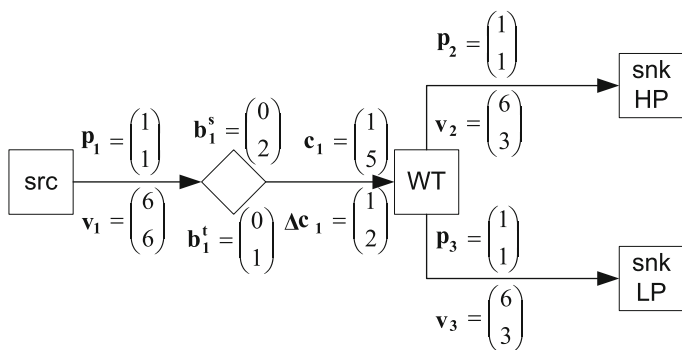 p₂ = (1 1)
snk HP
v₂ = (6 3)
b₁ˢ = (0 2)
p₁ = (1 1)
c₁ = (1 5)
src
WT
v₁ = (6 6)
b₁ᵗ = (0 1)
Δc₁ = (1 2)
p₃ = (1 1)
snk LP
v₃ = (6 3)